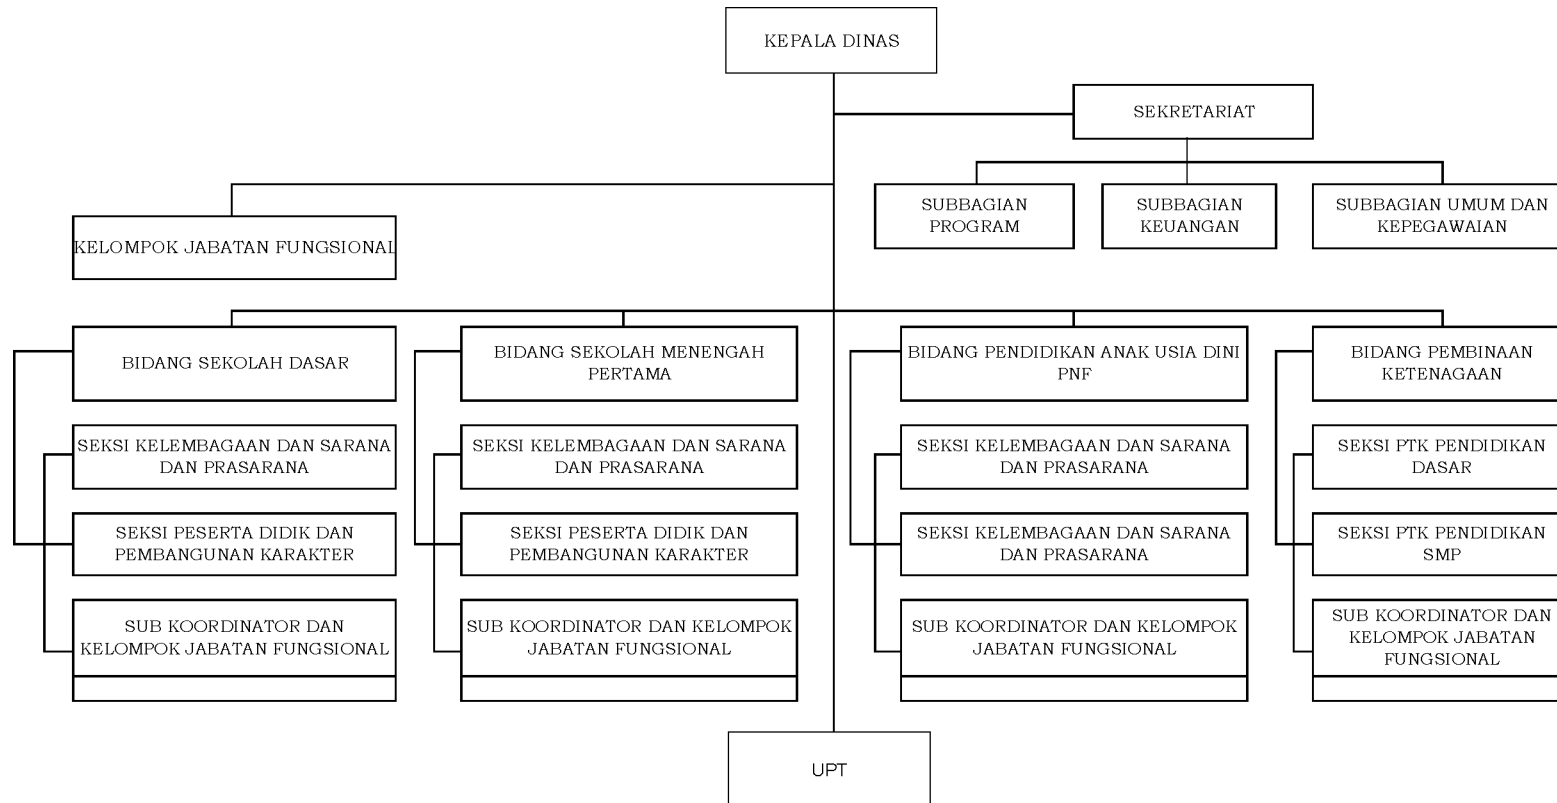 KEPALA DINAS
SEKRETARIAT
SUBBAGIAN
PROGRAM
SUBBAGIAN
KEUANGAN
SUBBAGIAN UMUM DAN
KEPEGAWAIAN
KELOMPOK JABATAN FUNGSIONAL
BIDANG SEKOLAH DASAR
BIDANG SEKOLAH MENENGAH
PERTAMA
BIDANG PENDIDIKAN ANAK USIA DINI
PNF
BIDANG PEMBINAAN
KETENAGAAN
SEKSI KELEMBAGAAN DAN SARANA
DAN PRASARANA
SEKSI KELEMBAGAAN DAN SARANA
DAN PRASARANA
SEKSI KELEMBAGAAN DAN SARANA
DAN PRASARANA
SEKSI PTK PENDIDIKAN
DASAR
SEKSI PESERTA DIDIK DAN
PEMBANGUNAN KARAKTER
SEKSI PESERTA DIDIK DAN
PEMBANGUNAN KARAKTER
SEKSI KELEMBAGAAN DAN SARANA
DAN PRASARANA
SEKSI PTK PENDIDIKAN
SMP
SUB KOORDINATOR DAN
KELOMPOK JABATAN FUNGSIONAL
SUB KOORDINATOR DAN KELOMPOK
JABATAN FUNGSIONAL
SUB KOORDINATOR DAN KELOMPOK
JABATAN FUNGSIONAL
SUB KOORDINATOR DAN
KELOMPOK JABATAN
FUNGSIONAL
UPT